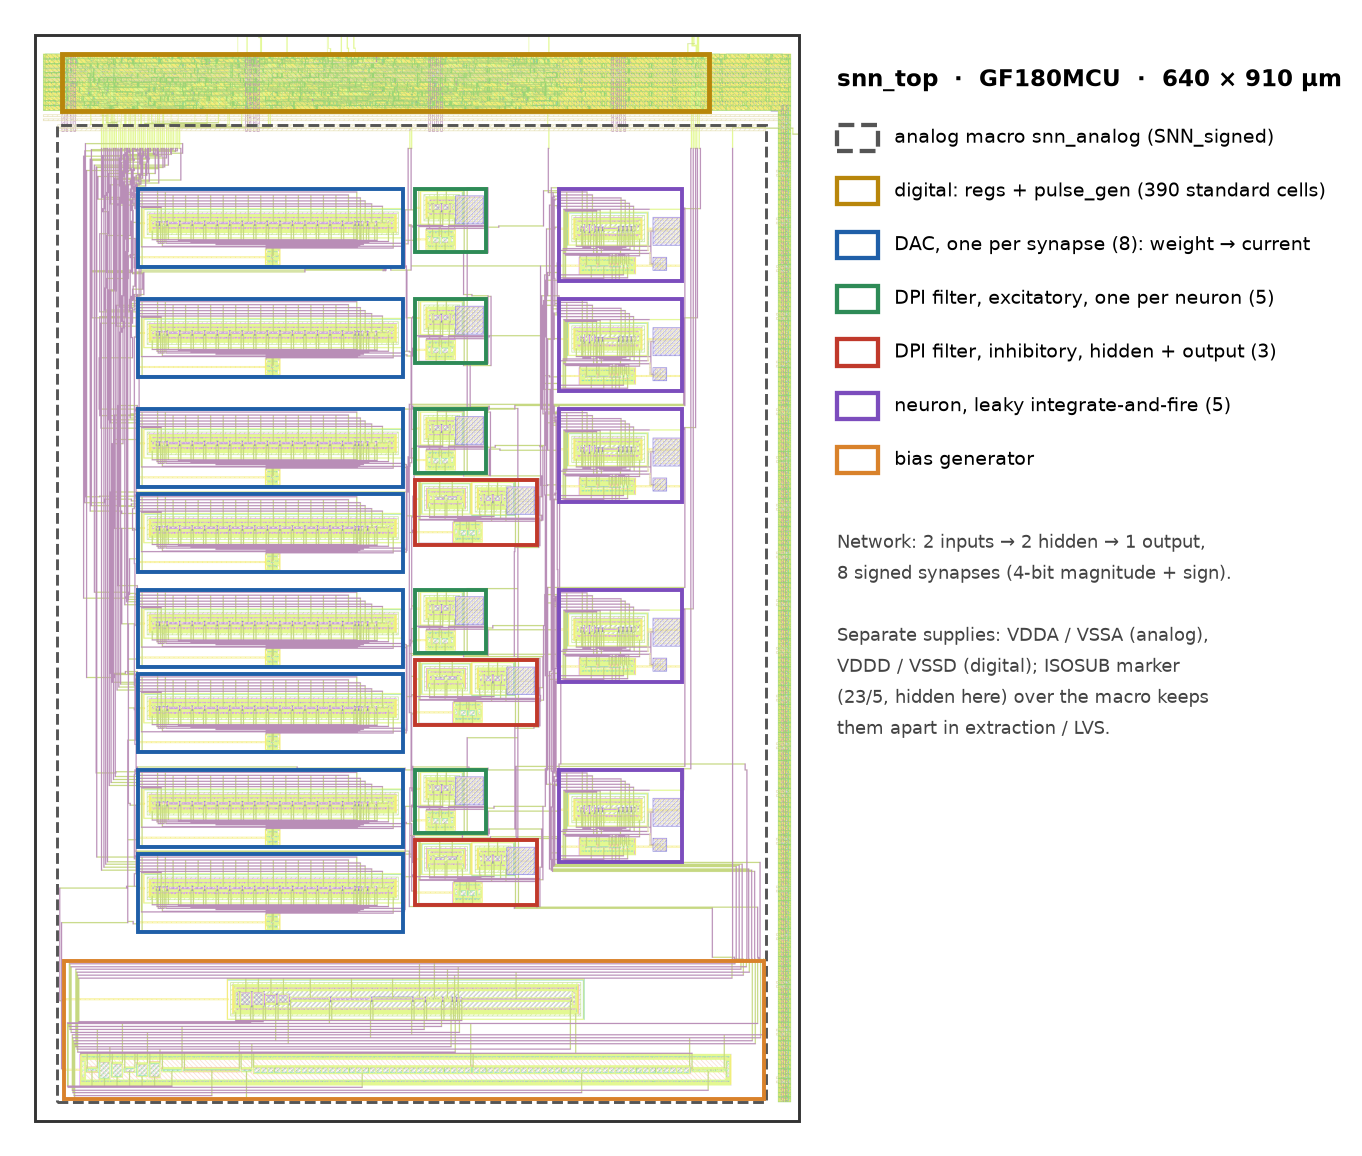 snn_top · GF180MCU · 640 × 910 µm
analog macro snn_analog (SNN_signed)
digital: regs + pulse_gen (390 standard cells)
DAC, one per synapse (8): weight → current
DPI filter, excitatory, one per neuron (5)
DPI filter, inhibitory, hidden + output (3)
neuron, leaky integrate-and-fire (5)
bias generator
Network: 2 inputs → 2 hidden → 1 output,
8 signed synapses (4-bit magnitude + sign).
Separate supplies: VDDA / VSSA (analog),
VDDD / VSSD (digital); ISOSUB marker
(23/5, hidden here) over the macro keeps
them apart in extraction / LVS.